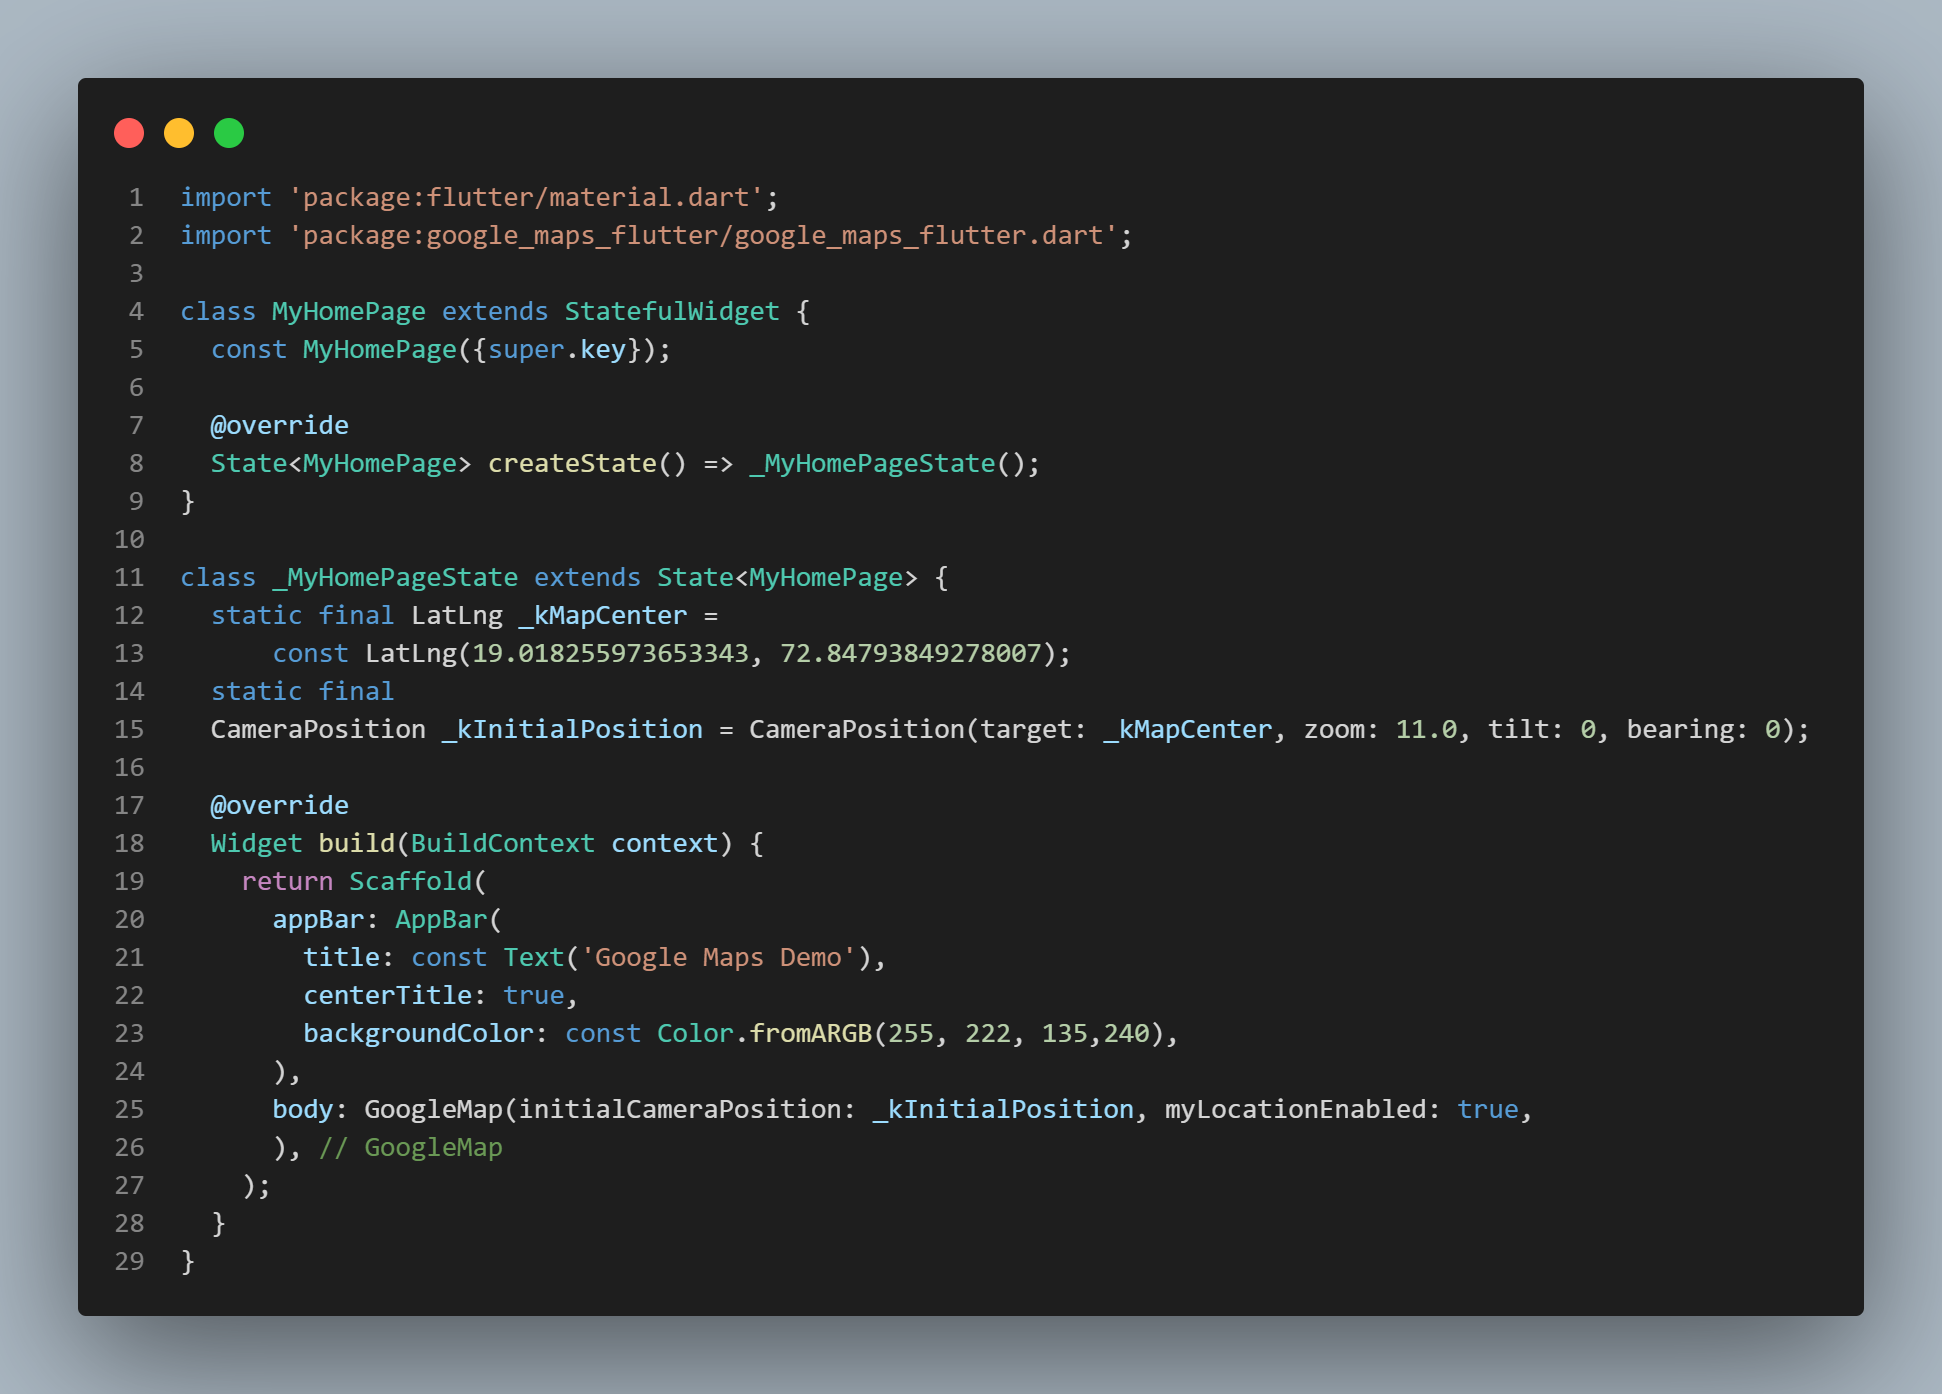 1 import 'package:flutter/material.dart';
2 import 'package:google_maps_flutter/google_maps_flutter.dart';
3
4 class MyHomePage extends StatefulWidget {
5   const MyHomePage({super.key});
6
7   @override
8   State<MyHomePage> createState() => _MyHomePageState();
9 }
10
11 class _MyHomePageState extends State<MyHomePage> {
12   static final LatLng _kMapCenter =
13       const LatLng(19.018255973653343, 72.84793849278007);
14   static final
15   CameraPosition _kInitialPosition = CameraPosition(target: _kMapCenter, zoom: 11.0, tilt: 0, bearing: 0);
16
17   @override
18   Widget build(BuildContext context) {
19     return Scaffold(
20       appBar: AppBar(
21         title: const Text('Google Maps Demo'),
22         centerTitle: true,
23         backgroundColor: const Color.fromARGB(255, 222, 135,240),
24       ),
25       body: GoogleMap(initialCameraPosition: _kInitialPosition, myLocationEnabled: true,
26       ), // GoogleMap
27     );
28   }
29 }